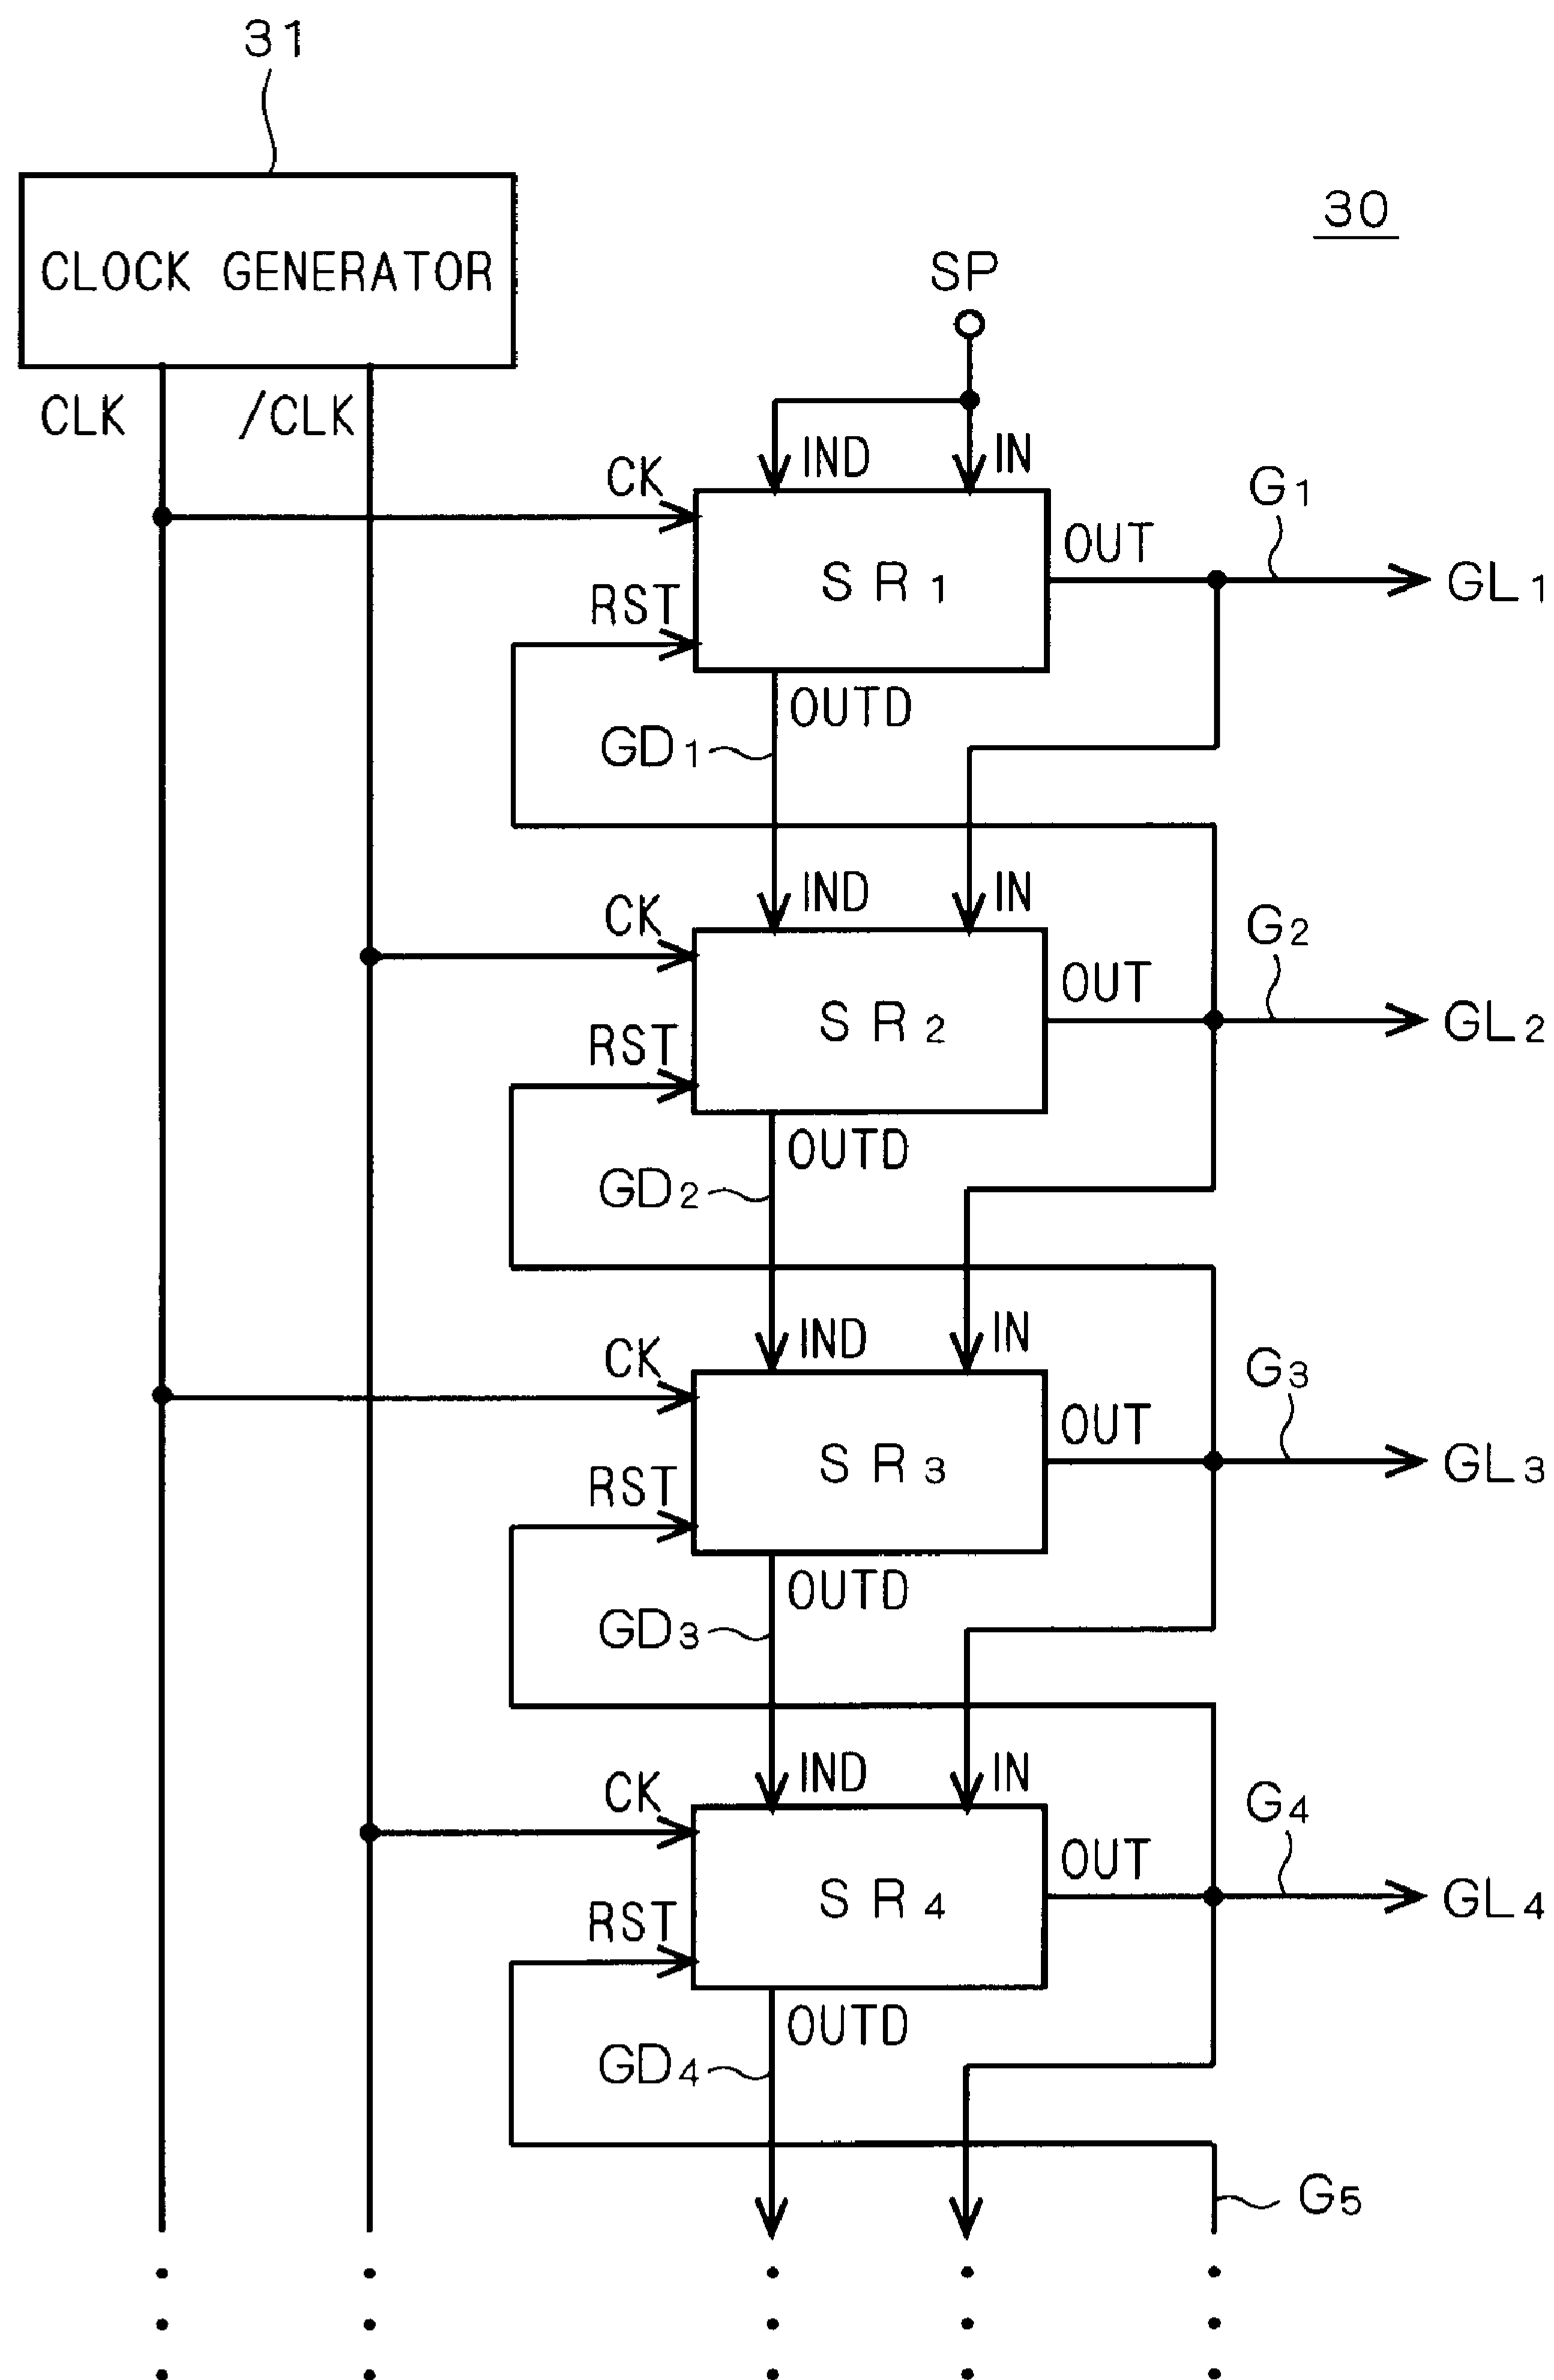 31
30
CLOCK GENERATOR
SP
CLK /CLK
IND IN
CK
G1
OUT
SR1
GL1
RST
OUTD
GD1
IND IN
CK
G2
OUT
SR2
GL2
RST
OUTD
GD2
IND IN
CK
G3
OUT
SR3
GL3
RST
OUTD
GD3
IND IN
CK
G4
OUT
SR4
GL4
RST
OUTD
GD4
G5